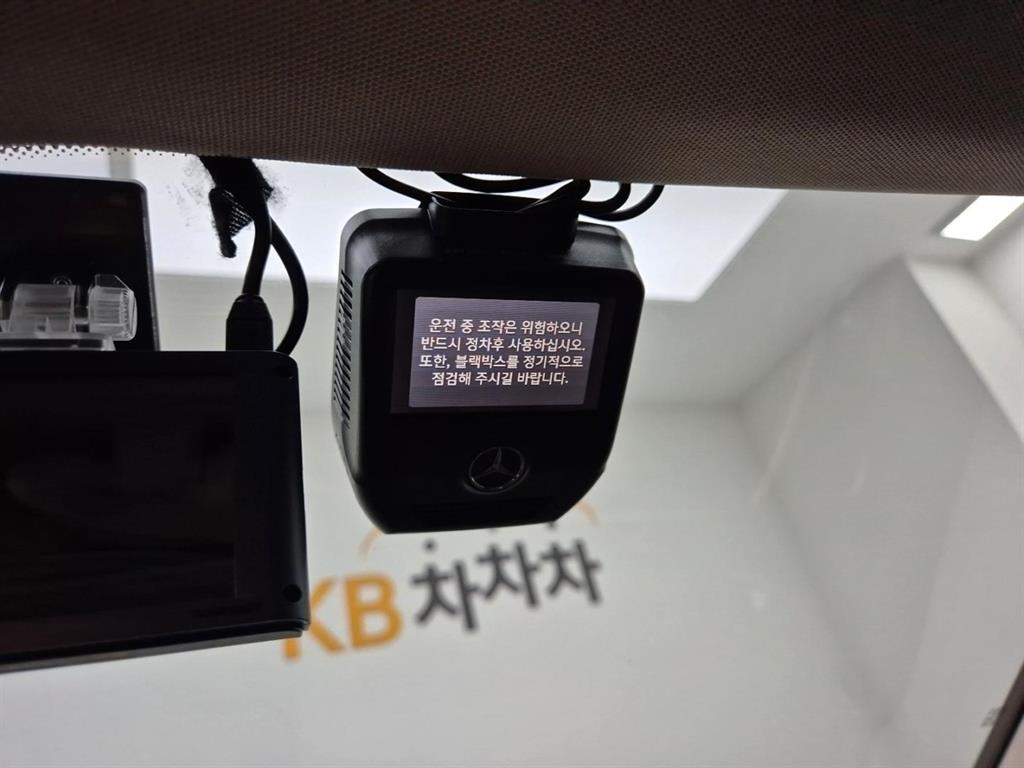 운전 중 조작은 위험하오니
반드시 정차후 사용하십시오.
또한, 블랙박스를 정기적으로
점검해 주시길 바랍니다.
KB 차차차